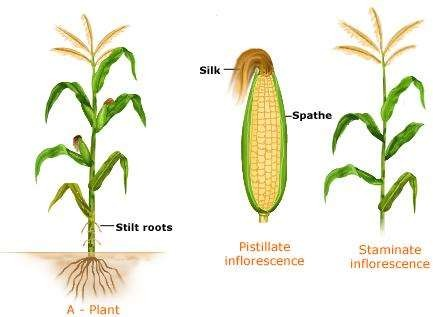 Silk
Spathe
Stilt roots
Pistillate
inflorescence
Staminate
inflorescence
A - Plant